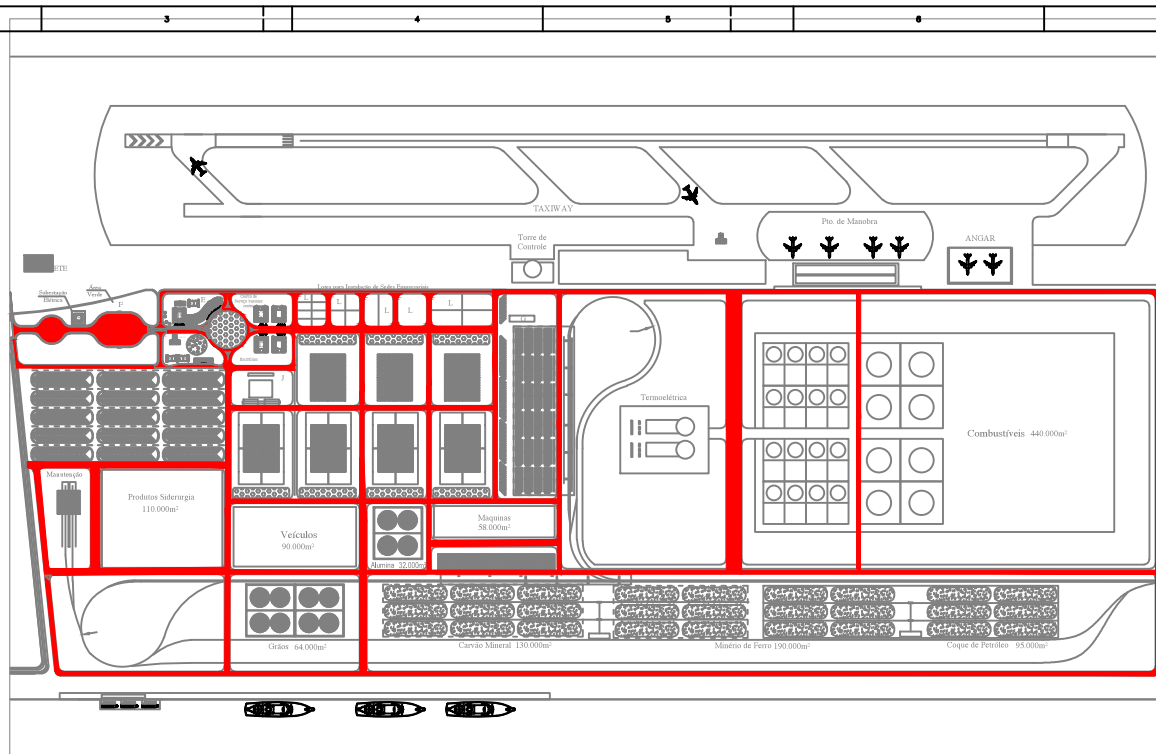 3 4 5 6
TAXIWAY
Pto. de Manobra
Torre de
Controle
ANGAR
ETE
Área
Verde
Subestação
Elétrica
F
E
Lotes para Instalação de Sedes Empresariais
L L L L L
Termoelétrica
Combustíveis 440.000m²
Manutenção
Produtos Siderurgia
110.000m²
Veículos
90.000m²
Maquinas
58.000m²
Alumina 32.000m²
Grãos 64.000m²
Carvão Mineral 130.000m²
Minério de Ferro 190.000m²
Coque de Petróleo 95.000m²